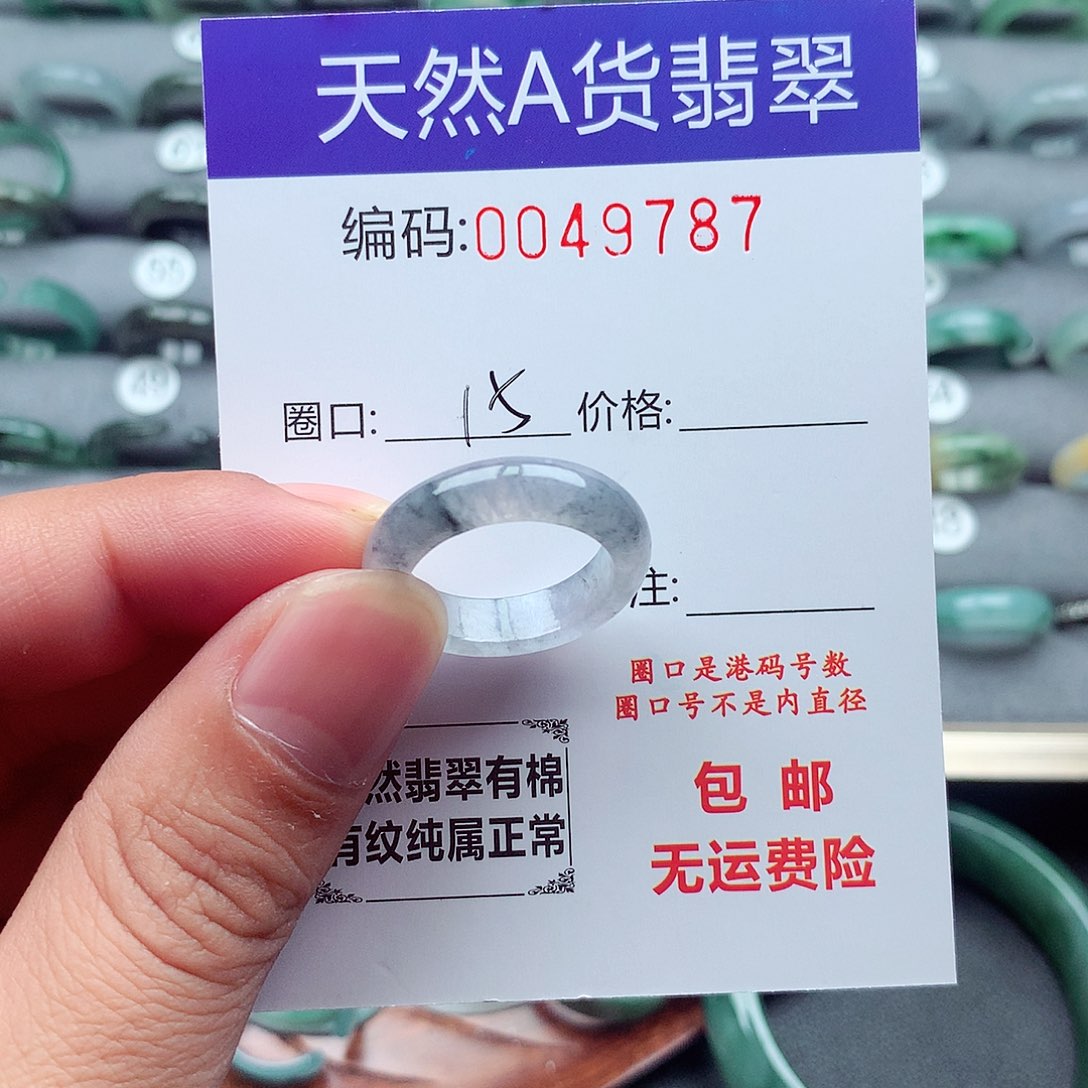 天然A货翡翠
编码:0049787
圈口: 15 价格:
注:
圈口是港码号数
圈口号不是内直径
然翡翠有棉
有纹纯属正常
包 邮
无运费险